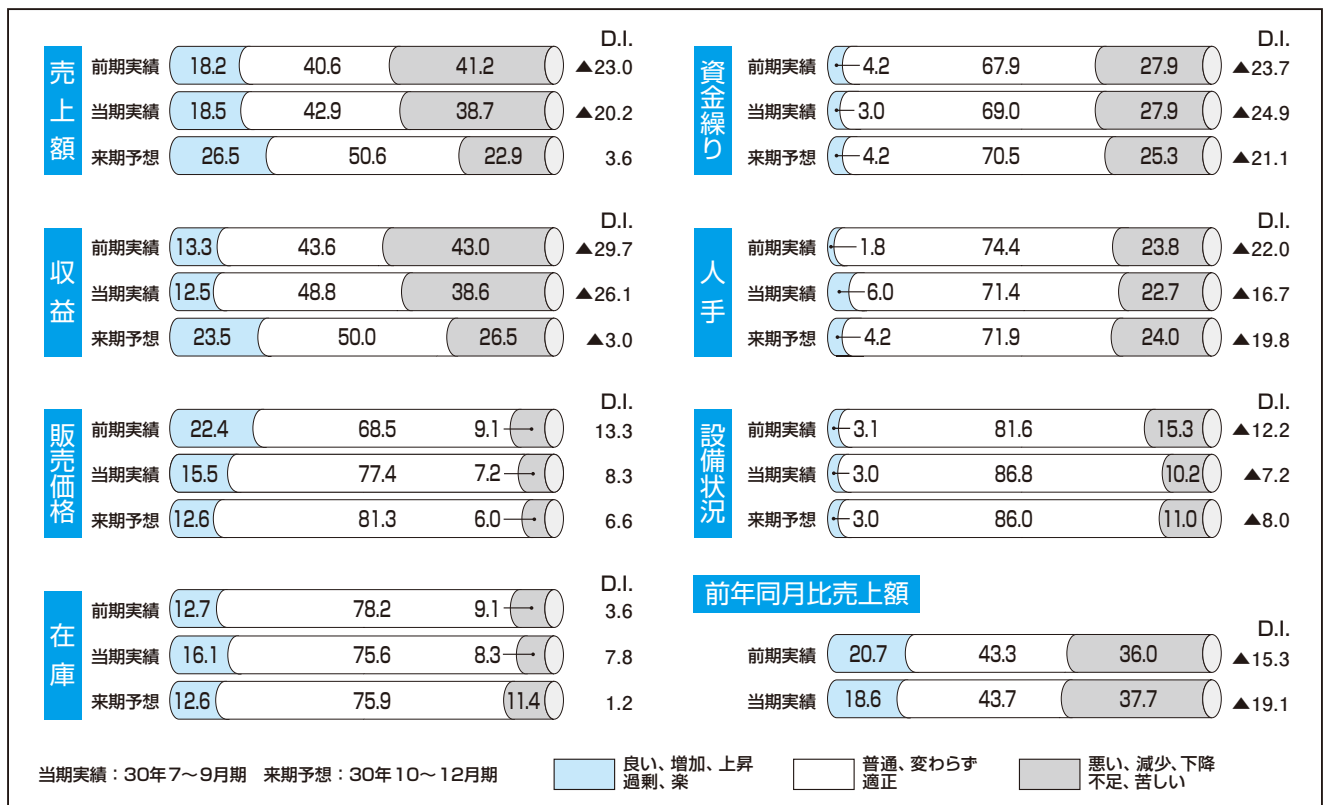 売上額
D.I.
前期実績 18.2 40.6 41.2 ▲23.0
当期実績 18.5 42.9 38.7 ▲20.2
来期予想 26.5 50.6 22.9 3.6
収益
D.I.
前期実績 13.3 43.6 43.0 ▲29.7
当期実績 12.5 48.8 38.6 ▲26.1
来期予想 23.5 50.0 26.5 ▲3.0
販売価格
D.I.
前期実績 22.4 68.5 9.1 13.3
当期実績 15.5 77.4 7.2 8.3
来期予想 12.6 81.3 6.0 6.6
在庫
D.I.
前期実績 12.7 78.2 9.1 3.6
当期実績 16.1 75.6 8.3 7.8
来期予想 12.6 75.9 11.4 1.2
資金繰り
D.I.
前期実績 4.2 67.9 27.9 ▲23.7
当期実績 3.0 69.0 27.9 ▲24.9
来期予想 4.2 70.5 25.3 ▲21.1
人手
D.I.
前期実績 1.8 74.4 23.8 ▲22.0
当期実績 6.0 71.4 22.7 ▲16.7
来期予想 4.2 71.9 24.0 ▲19.8
設備状況
D.I.
前期実績 3.1 81.6 15.3 ▲12.2
当期実績 3.0 86.8 10.2 ▲7.2
来期予想 3.0 86.0 11.0 ▲8.0
前年同月比売上額
D.I.
前期実績 20.7 43.3 36.0 ▲15.3
当期実績 18.6 43.7 37.7 ▲19.1
当期実績：30年7～9月期 来期予想：30年10～12月期
良い、増加、上昇
過剰、楽
普通、変わらず
適正
悪い、減少、下降
不足、苦しい